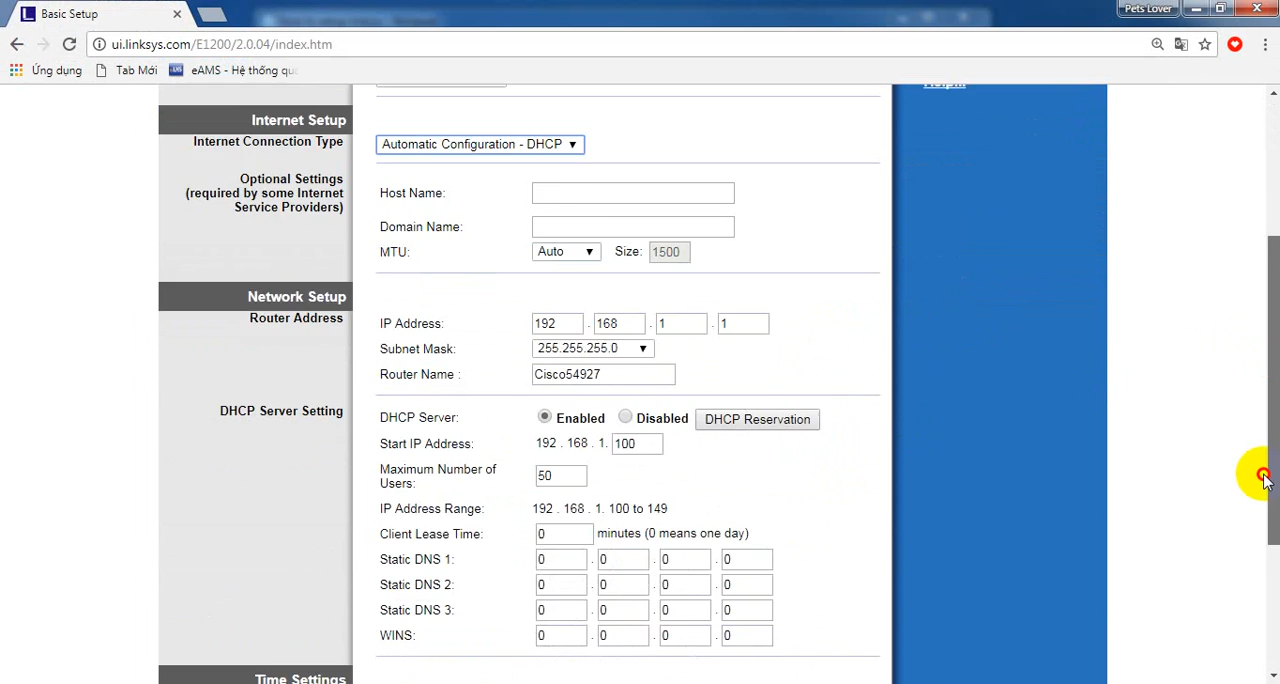 Basic Setup
Pets Lover
ui.linksys.com/E1200/2.0.04/index.htm
Ứng dụng
Tab Mới
eAMS - Hệ thống qu
Internet Setup
Internet Connection Type
Automatic Configuration - DHCP
Optional Settings
(required by some Internet
Service Providers)
Host Name:
Domain Name:
MTU: Auto Size: 1500
Network Setup
Router Address
IP Address: 192 . 168 . 1 . 1
Subnet Mask: 255.255.255.0
Router Name : Cisco54927
DHCP Server Setting
DHCP Server: Enabled Disabled DHCP Reservation
Start IP Address: 192 . 168 . 1. 100
Maximum Number of
Users: 50
IP Address Range: 192 . 168 . 1. 100 to 149
Client Lease Time: 0 minutes (0 means one day)
Static DNS 1: 0 . 0 . 0 . 0
Static DNS 2: 0 . 0 . 0 . 0
Static DNS 3: 0 . 0 . 0 . 0
WINS: 0 . 0 . 0 . 0
Time Settings